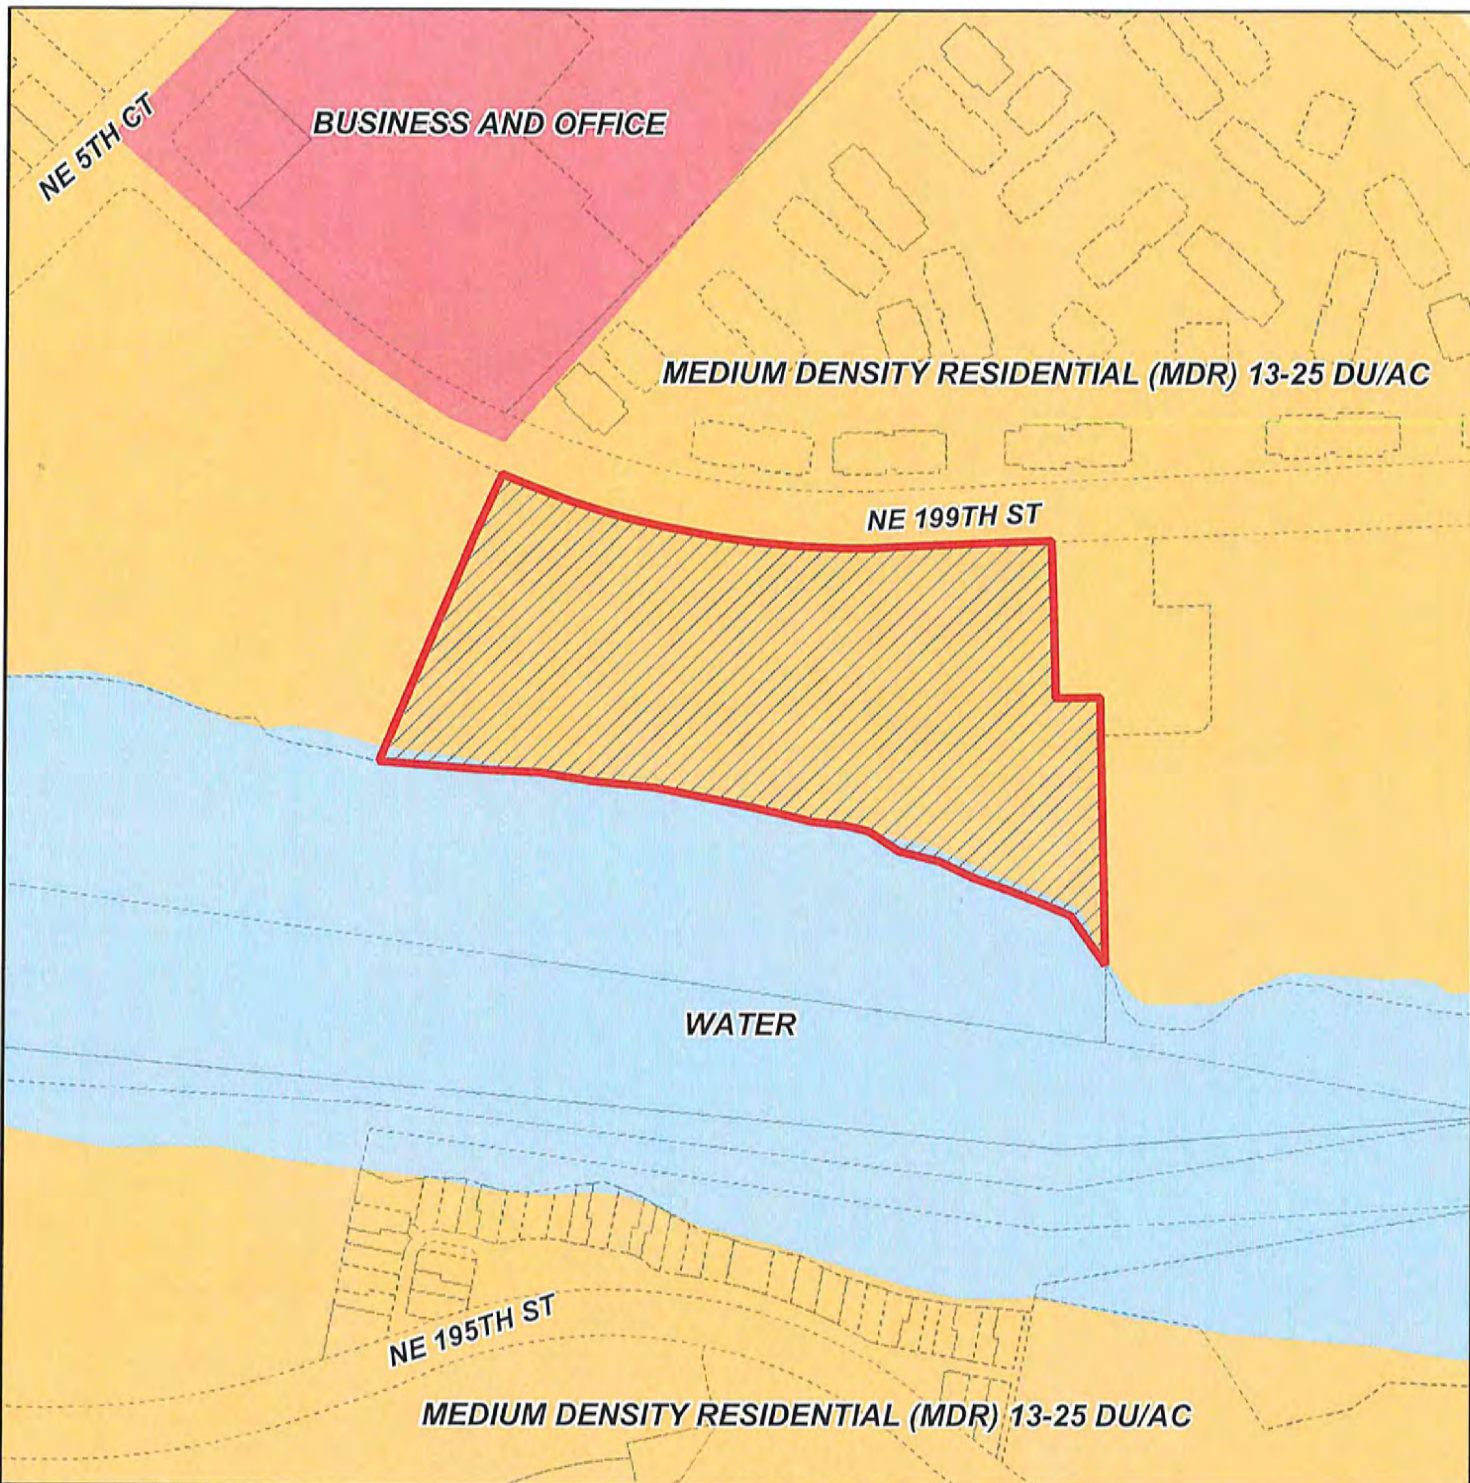 NE 5TH CT
BUSINESS AND OFFICE
MEDIUM DENSITY RESIDENTIAL (MDR) 13-25 DU/AC
NE 199TH ST
WATER
NE 195TH ST
MEDIUM DENSITY RESIDENTIAL (MDR) 13-25 DU/AC